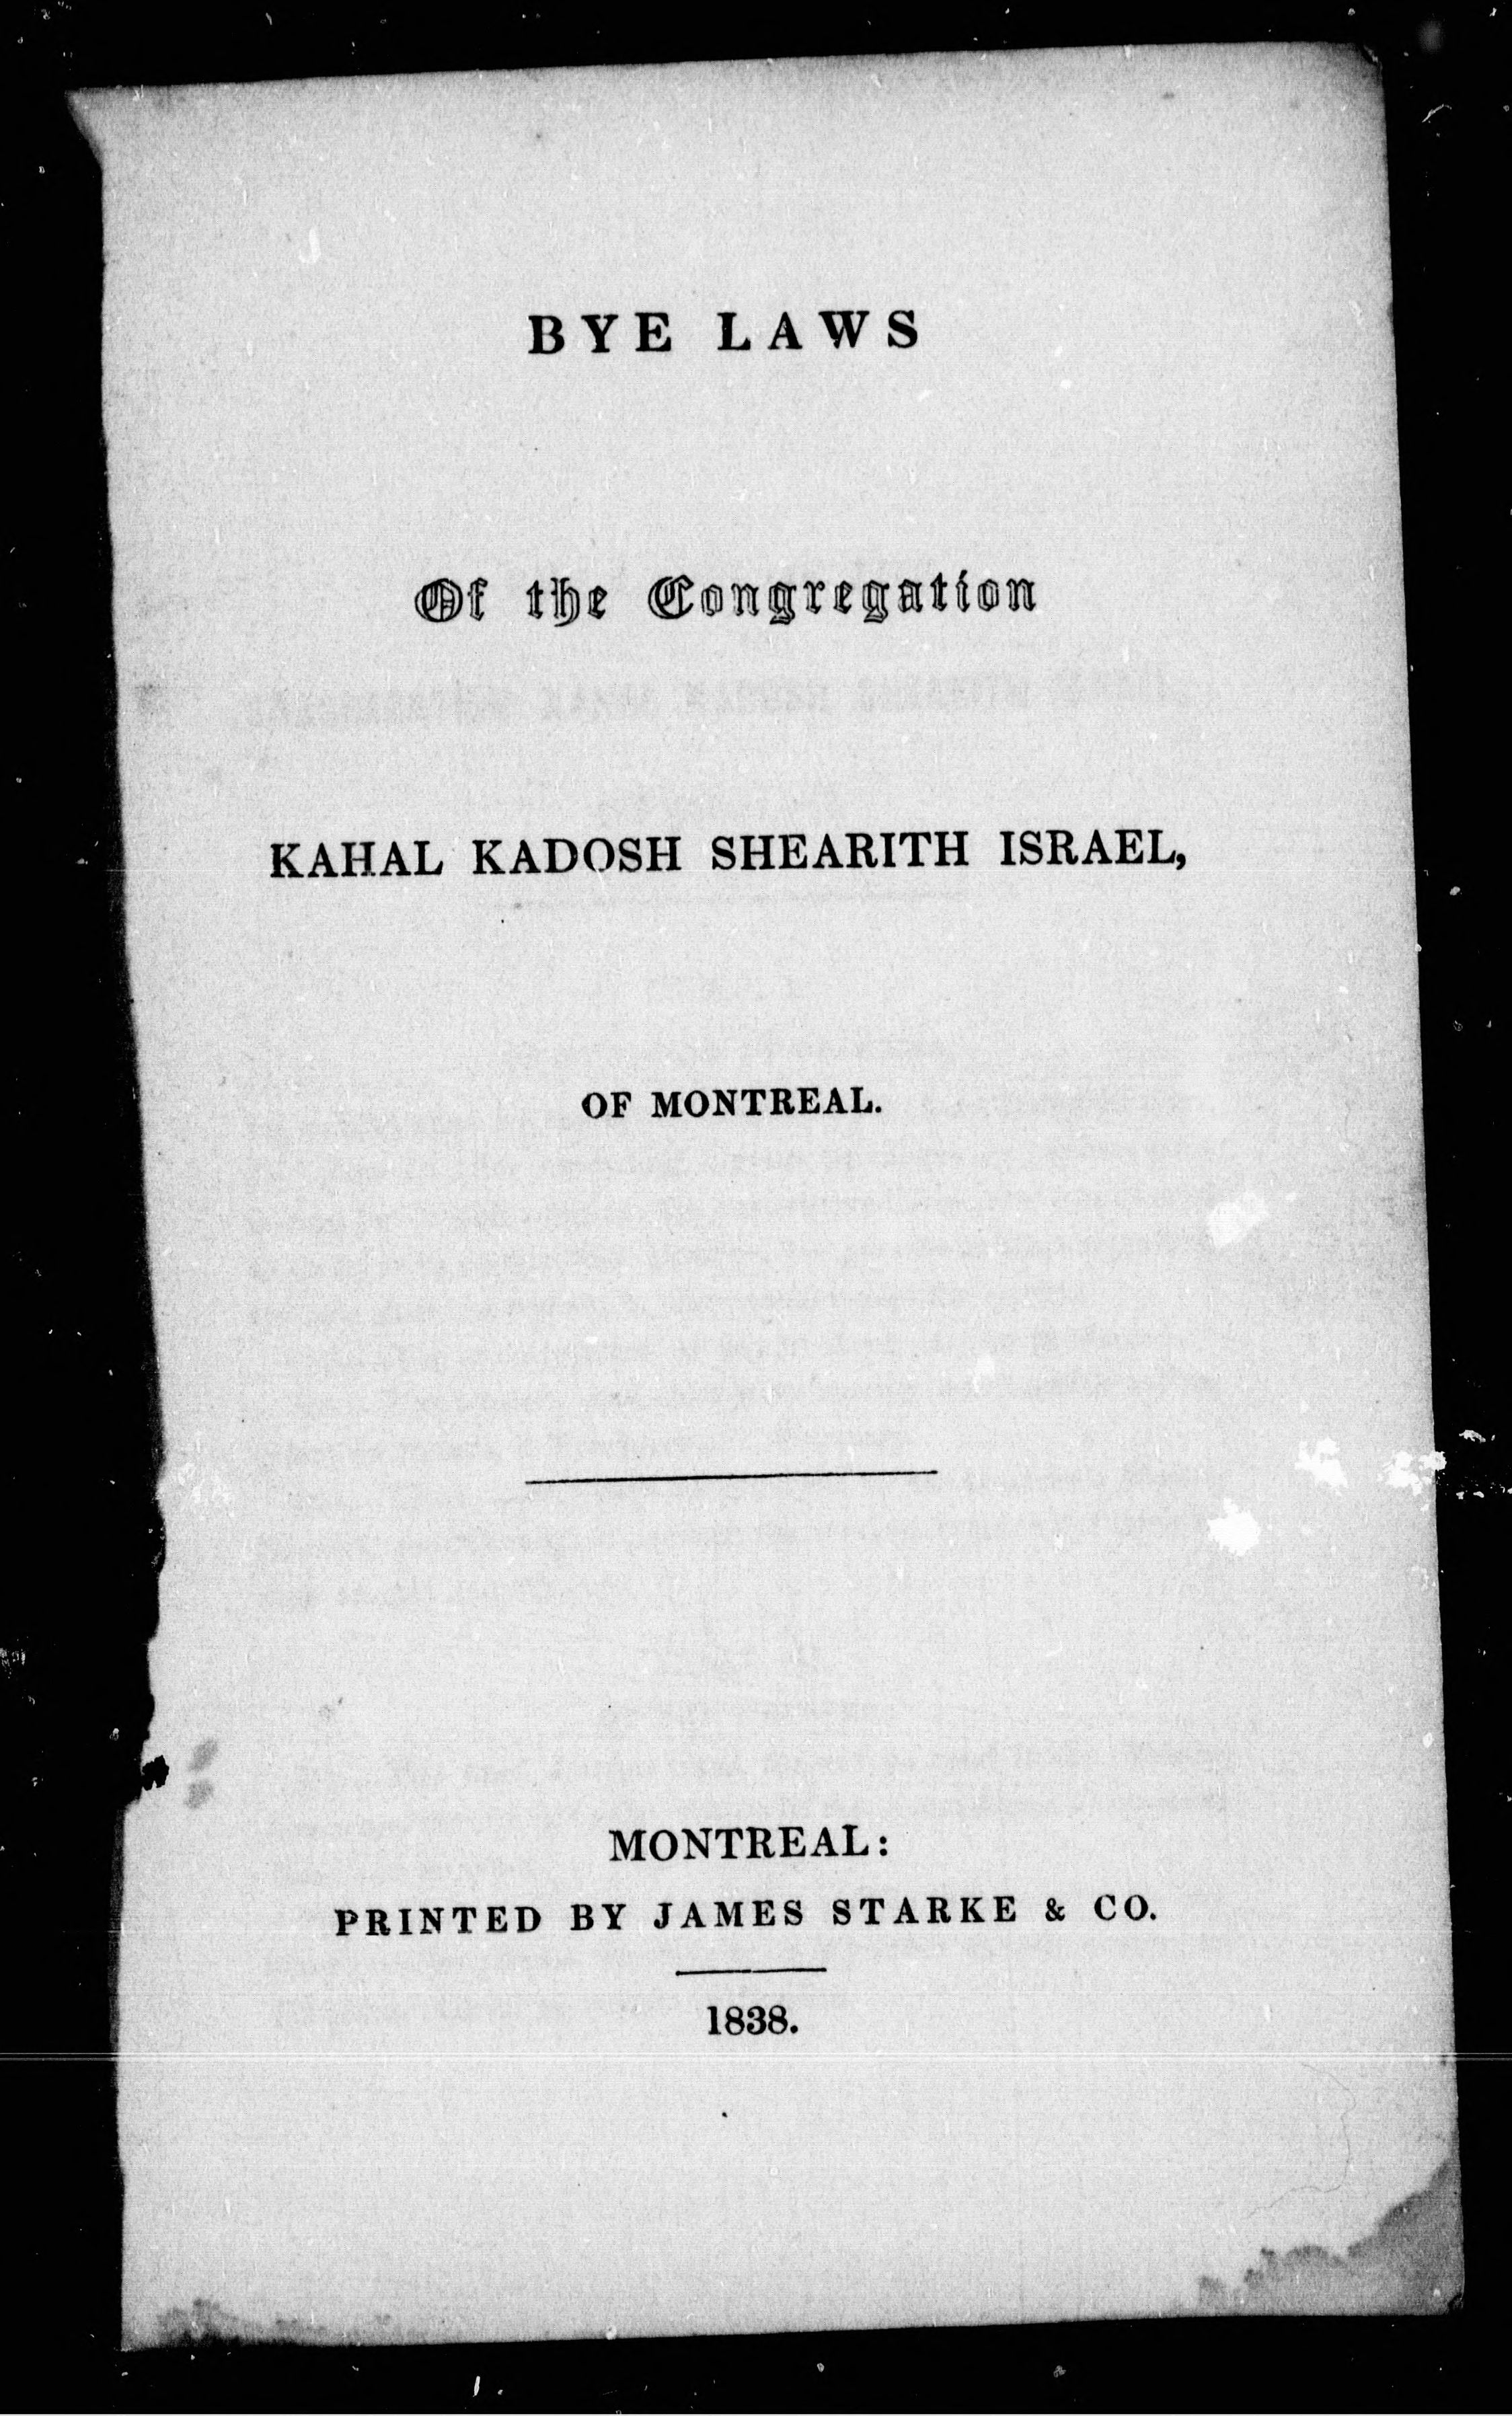 BYE LAWS
Of the Congregation
KAHAL KADOSH SHEARITH ISRAEL,
OF MONTREAL.
MONTREAL:
PRINTED BY JAMES STARKE & CO.
1838.